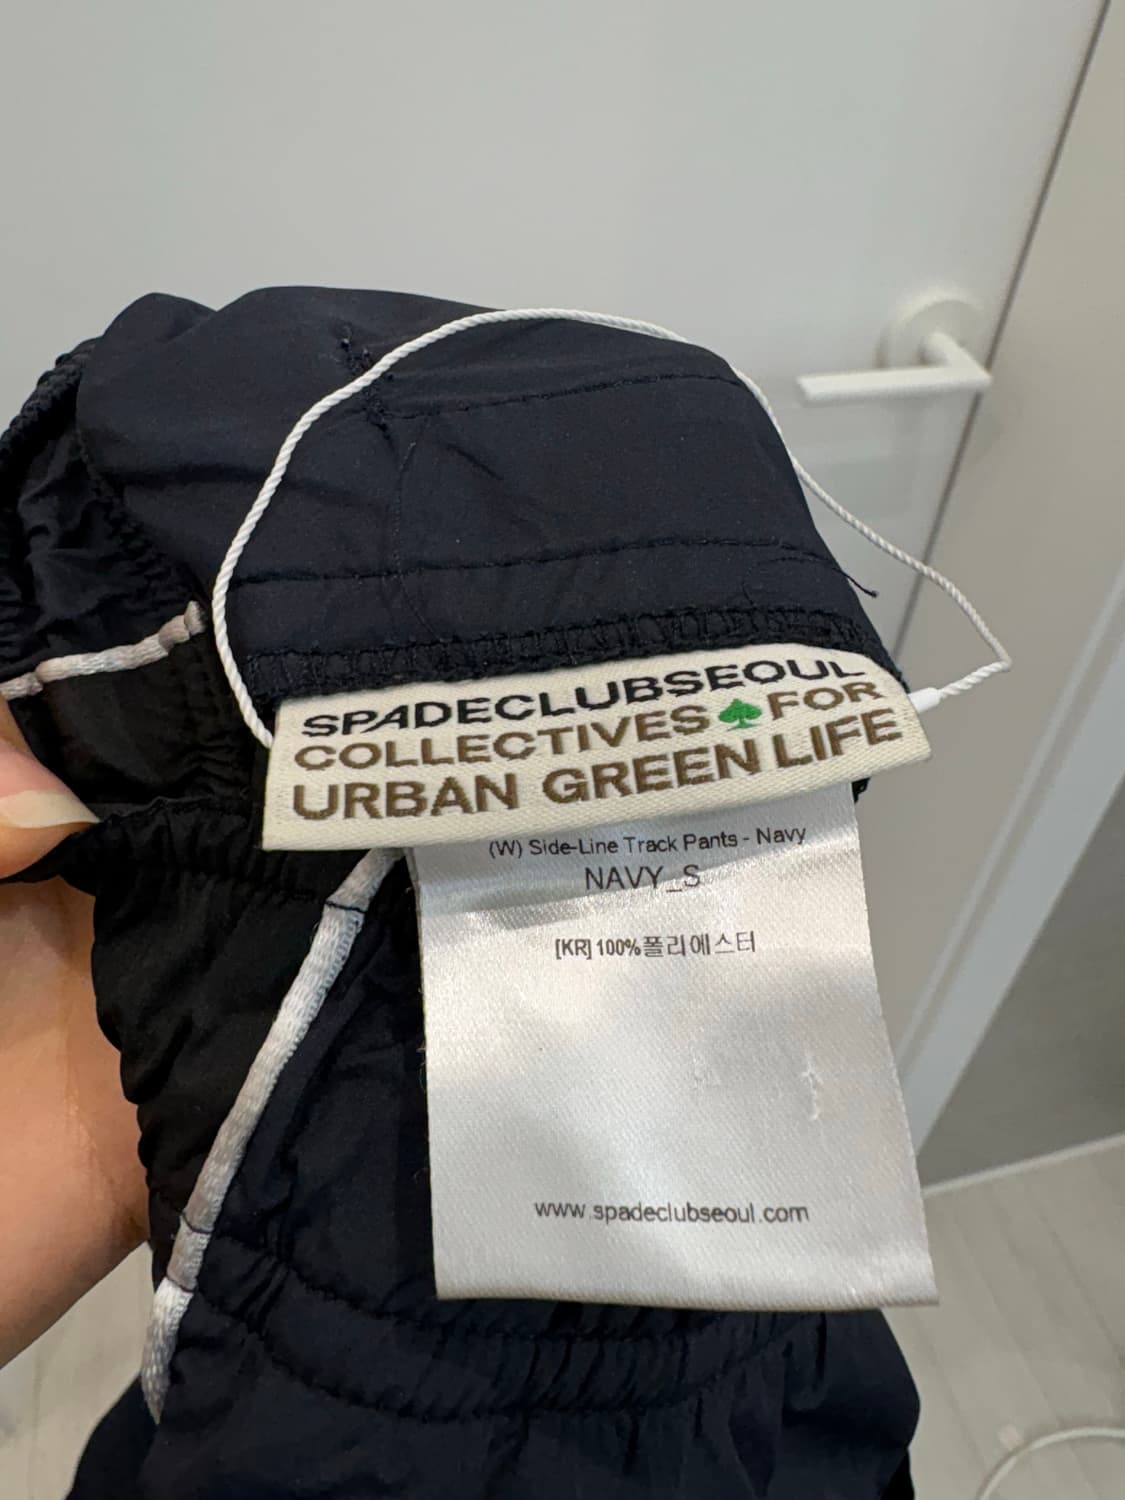 SPADECLUBSEOUL
COLLECTIVES FOR
URBAN GREEN LIFE
(W) Side-Line Track Pants - Navy
NAVY_S
[KR] 100%폴리에스터
www.spadeclubseoul.com